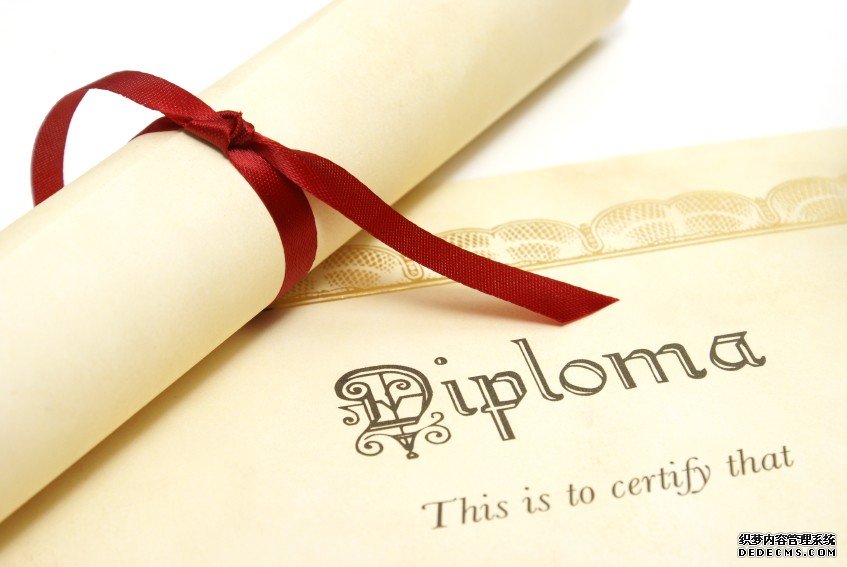 Diploma
This is to certify that
织梦内容管理系统
DEDECMS.COM